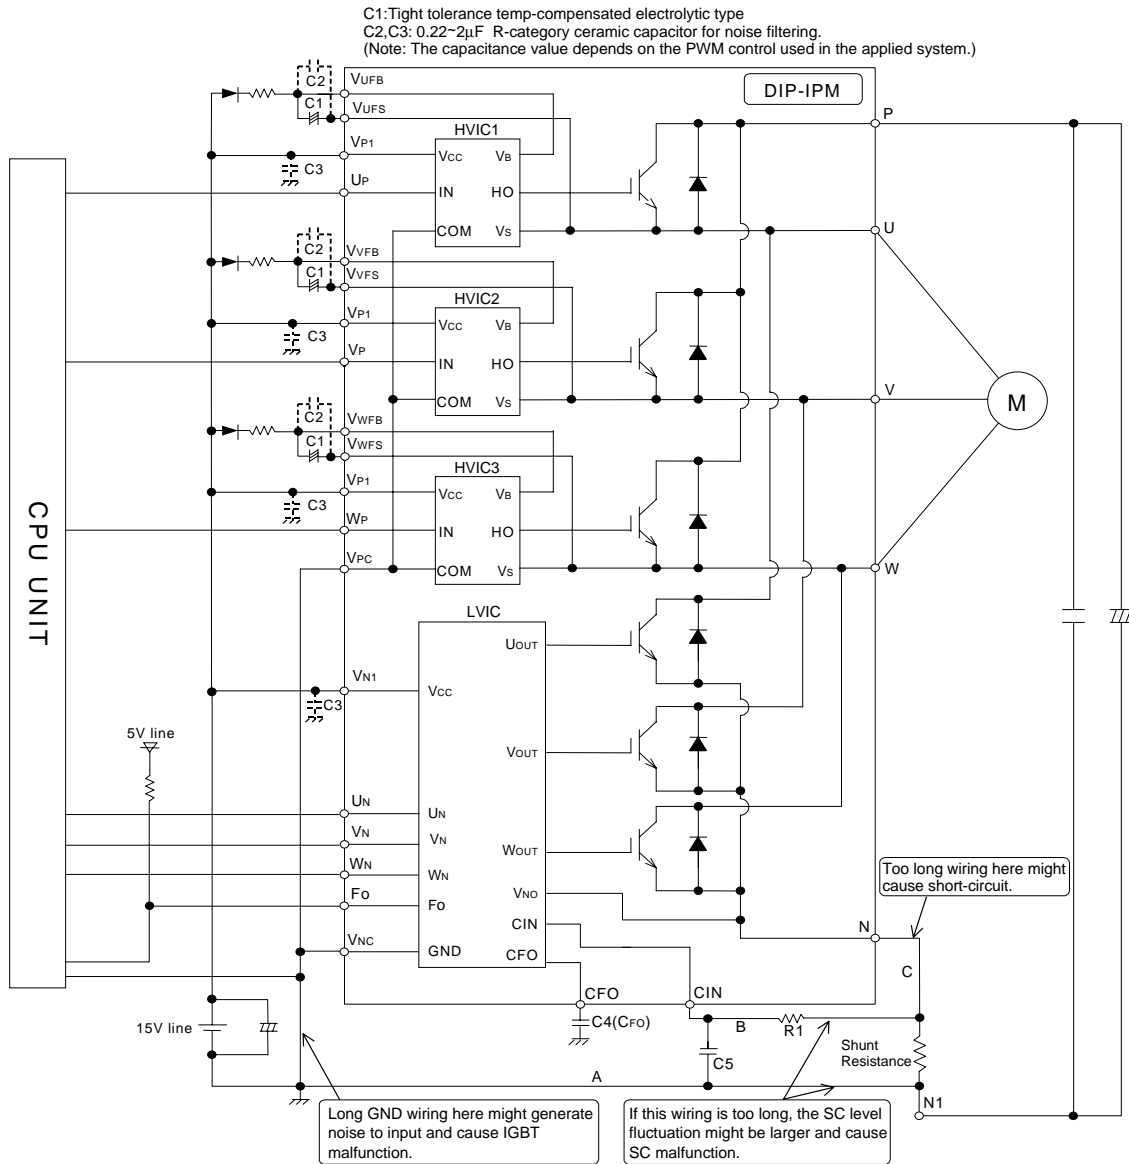 C1:Tight tolerance temp-compensated electrolytic type
C2,C3: 0.22~2μF R-category ceramic capacitor for noise filtering.
(Note: The capacitance value depends on the PWM control used in the applied system.)
DIP-IPM
C2
VUFB
C1
VUFS
P
HVIC1
VP1
VCC
VB
C3
UP
IN
HO
COM
VS
U
C2
VVFB
C1
VVFS
HVIC2
VP1
VCC
VB
C3
VP
IN
HO
COM
VS
V
M
C2
VWFB
C1
VWFS
HVIC3
VP1
VCC
VB
C3
WP
IN
HO
VPC
COM
VS
W
CPU UNIT
LVIC
UOUT
VN1
VCC
C3
5V line
VOUT
UN
UN
VN
VN
WN
WN
WOUT
Too long wiring here might
cause short-circuit.
Fo
Fo
VNO
CIN
N
VNC
GND
CFO
C
CFO
CIN
15V line
C4(CFO)
B
R1
C5
Shunt
Resistance
A
N1
Long GND wiring here might generate
noise to input and cause IGBT
malfunction.
If this wiring is too long, the SC level
fluctuation might be larger and cause
SC malfunction.